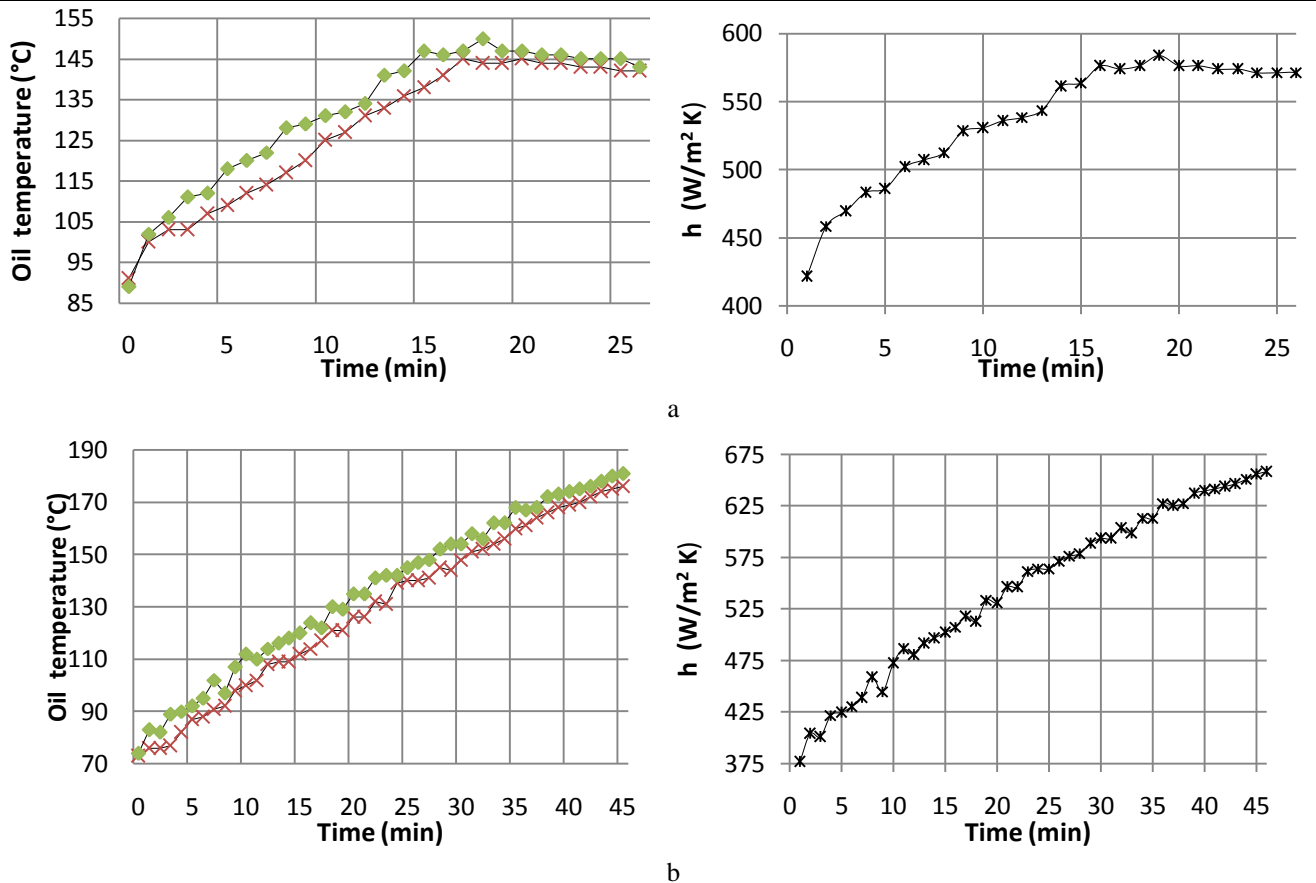 Oil temperature (°C)
155
145
135
125
115
105
95
85
0 5 10 15 20 25
Time (min)
h (W/m² K)
600
550
500
450
400
0 5 10 15 20 25
Time (min)
a
Oil temperature (°C)
190
170
150
130
110
90
70
0 5 10 15 20 25 30 35 40 45
Time (min)
h (W/m² K)
675
625
575
525
475
425
375
0 5 10 15 20 25 30 35 40 45
Time (min)
b